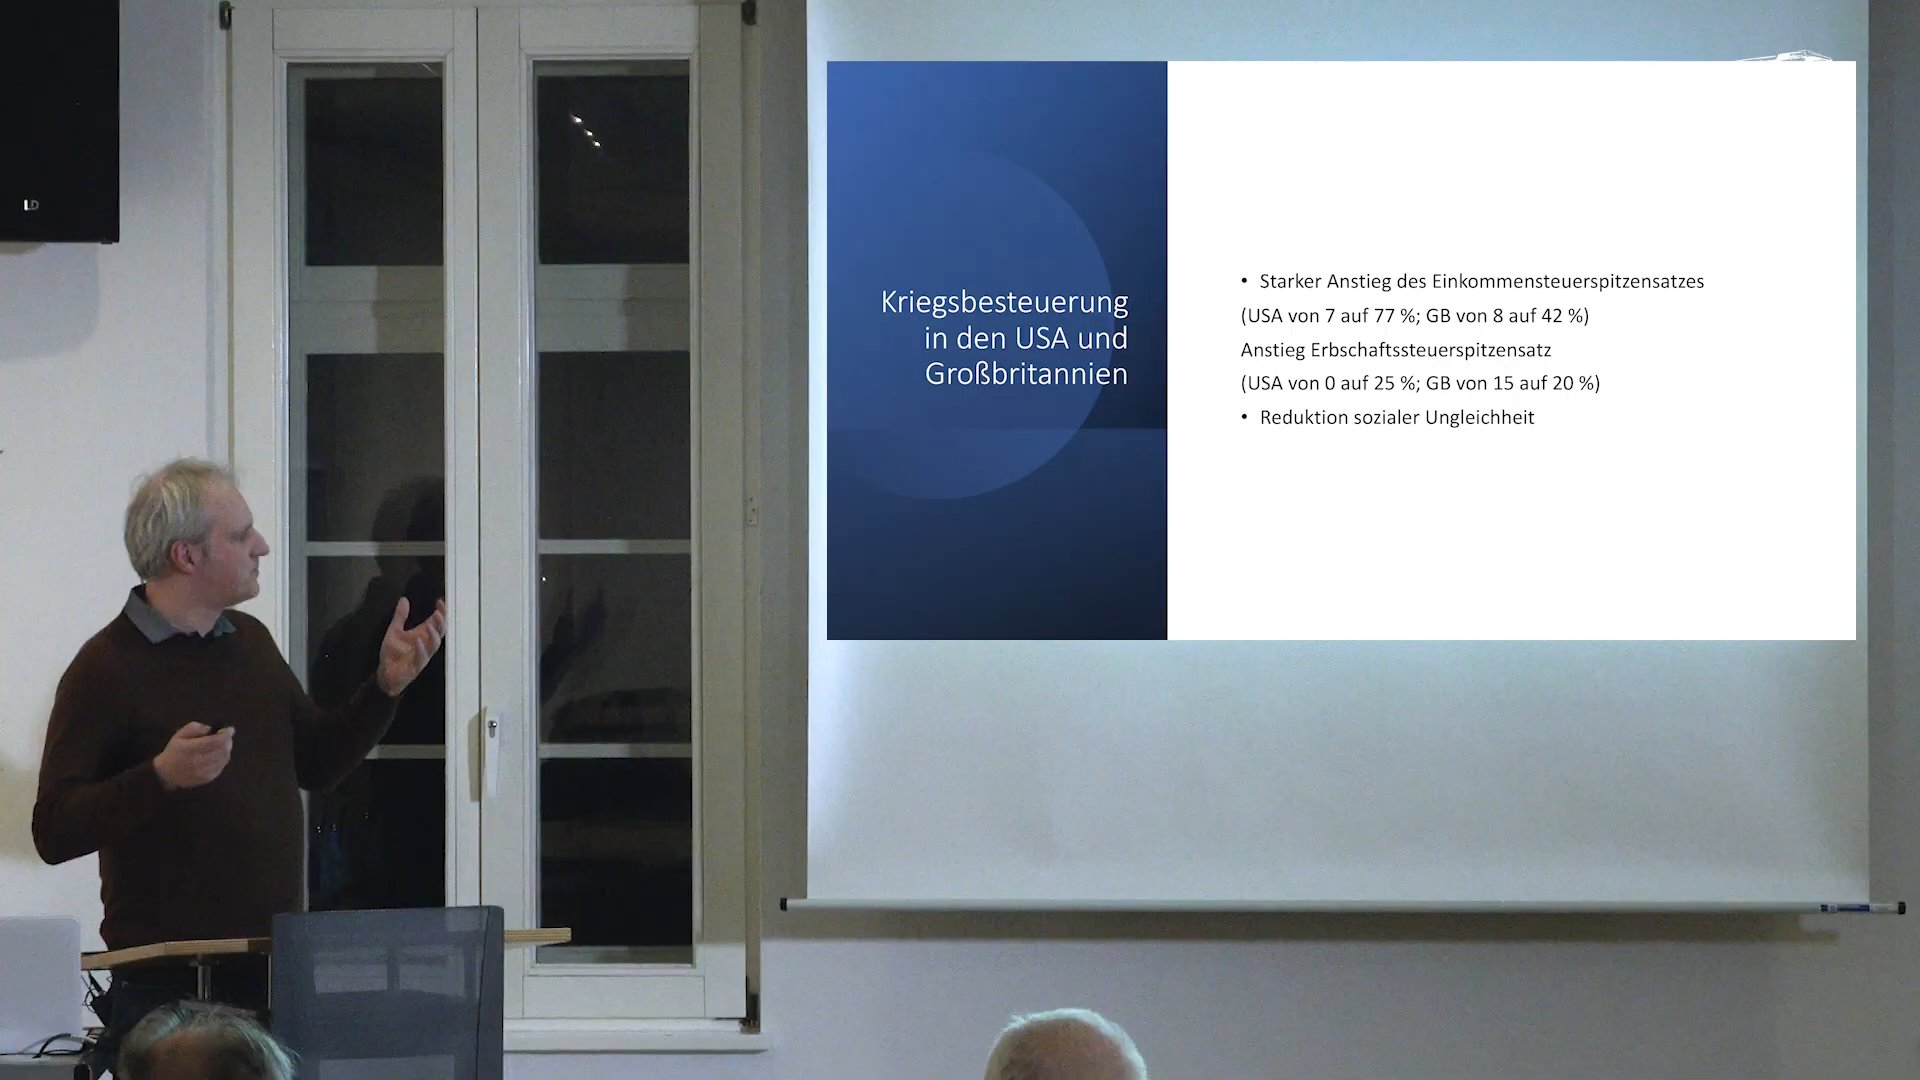 Kriegsbesteuerung
in den USA und
Großbritannien
• Starker Anstieg des Einkommensteuerspitzensatzes
(USA von 7 auf 77 %; GB von 8 auf 42 %)
Anstieg Erbschaftssteuerspitzensatz
(USA von 0 auf 25 %; GB von 15 auf 20 %)
• Reduktion sozialer Ungleichheit
LD